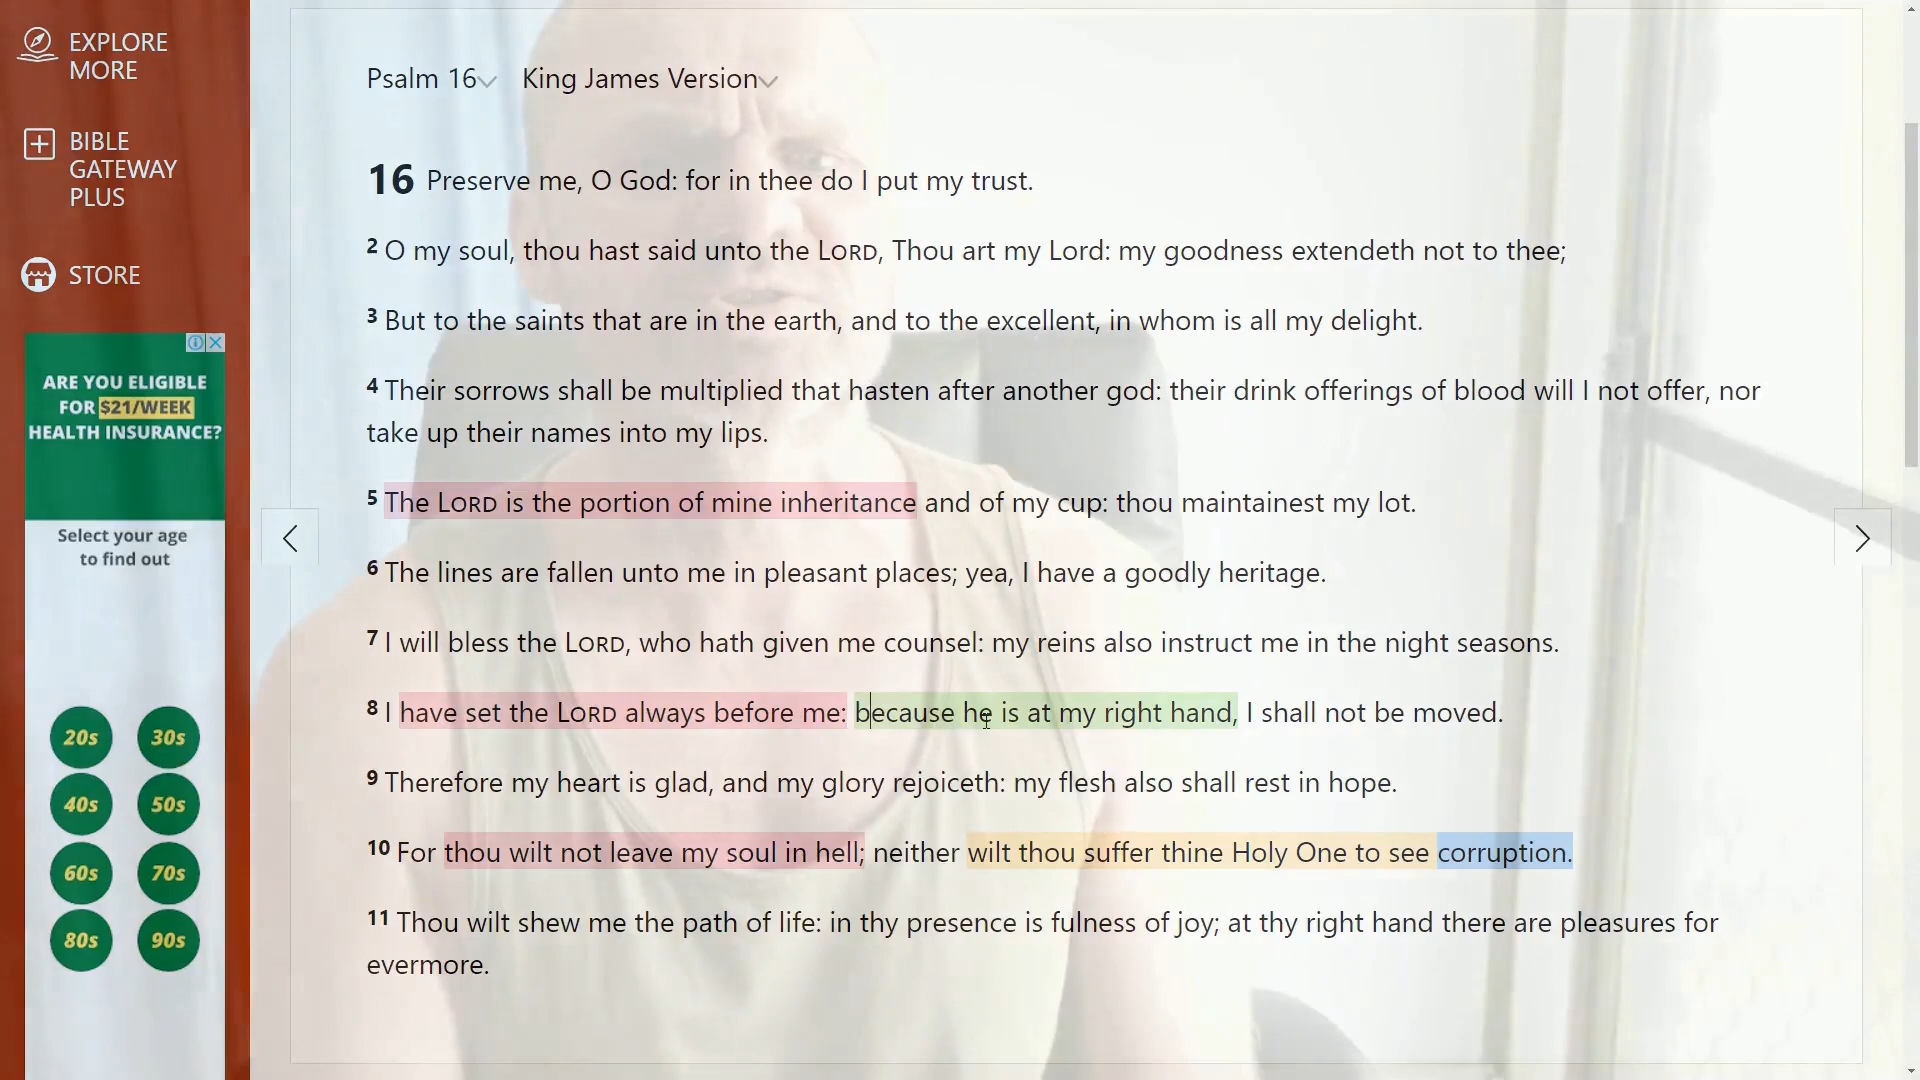 EXPLORE
MORE
BIBLE
GATEWAY
PLUS
STORE
ARE YOU ELIGIBLE
FOR $21/WEEK
HEALTH INSURANCE?
Select your age
to find out
20s 30s
40s 50s
60s 70s
80s 90s
Psalm 16 King James Version
16 Preserve me, O God: for in thee do I put my trust.
2 O my soul, thou hast said unto the LORD, Thou art my Lord: my goodness extendeth not to thee;
3 But to the saints that are in the earth, and to the excellent, in whom is all my delight.
4 Their sorrows shall be multiplied that hasten after another god: their drink offerings of blood will I not offer, nor
take up their names into my lips.
5 The LORD is the portion of mine inheritance and of my cup: thou maintainest my lot.
6 The lines are fallen unto me in pleasant places; yea, I have a goodly heritage.
7 I will bless the LORD, who hath given me counsel: my reins also instruct me in the night seasons.
8 I have set the LORD always before me: because he is at my right hand, I shall not be moved.
9 Therefore my heart is glad, and my glory rejoiceth: my flesh also shall rest in hope.
10 For thou wilt not leave my soul in hell; neither wilt thou suffer thine Holy One to see corruption.
11 Thou wilt shew me the path of life: in thy presence is fulness of joy; at thy right hand there are pleasures for
evermore.